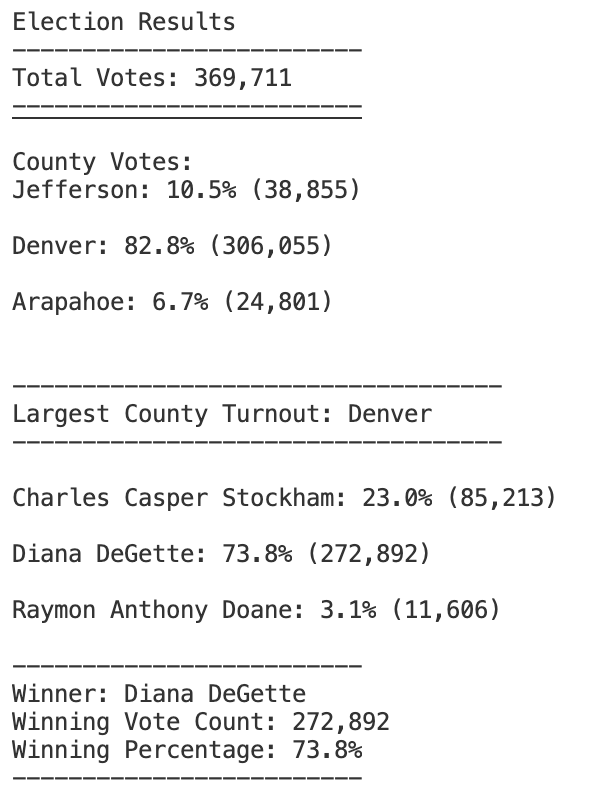 Election Results
-------------------------
Total Votes: 369,711
-------------------------
County Votes:
Jefferson: 10.5% (38,855)
Denver: 82.8% (306,055)
Arapahoe: 6.7% (24,801)
-----------------------------------
Largest County Turnout: Denver
-----------------------------------
Charles Casper Stockham: 23.0% (85,213)
Diana DeGette: 73.8% (272,892)
Raymon Anthony Doane: 3.1% (11,606)
-------------------------
Winner: Diana DeGette
Winning Vote Count: 272,892
Winning Percentage: 73.8%
-------------------------